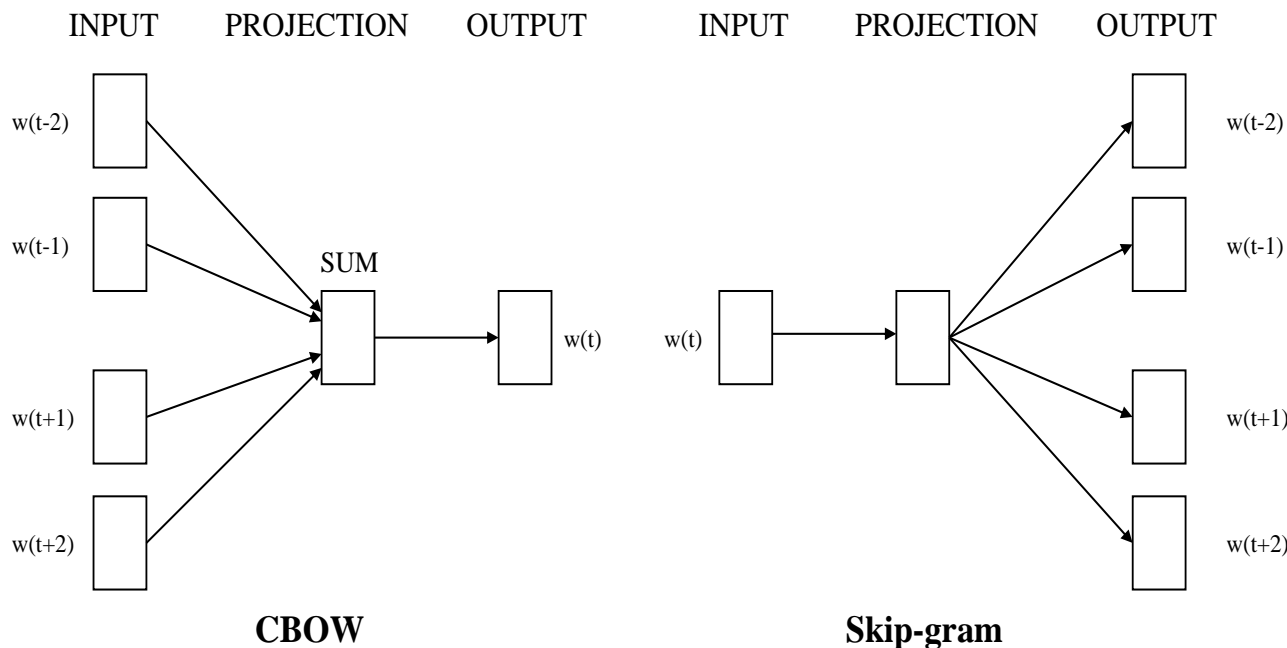 INPUT PROJECTION OUTPUT
w(t-2)
w(t-1)
SUM
w(t)
w(t+1)
w(t+2)
CBOW
INPUT PROJECTION OUTPUT
w(t-2)
w(t-1)
w(t)
w(t+1)
w(t+2)
Skip-gram